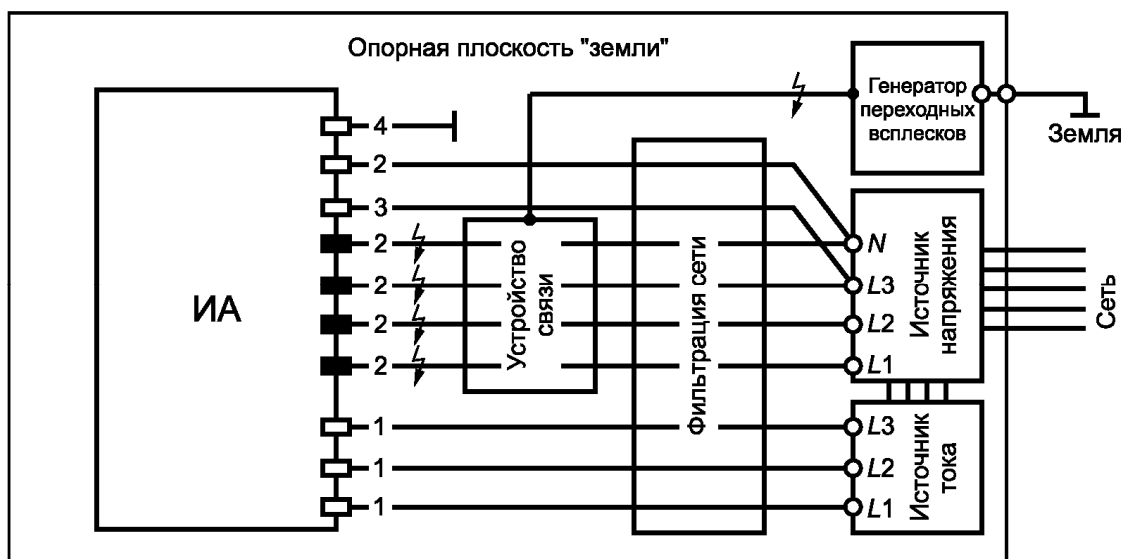 Опорная плоскость "земли"
Генератор
переходных
всплесков
Земля
ИА
4
2
3
2
2
2
2
1
1
1
Устройство
связи
Фильтрация сети
N
L3
L2
L1
Источник
напряжения
Сеть
L3
L2
L1
Источник
тока